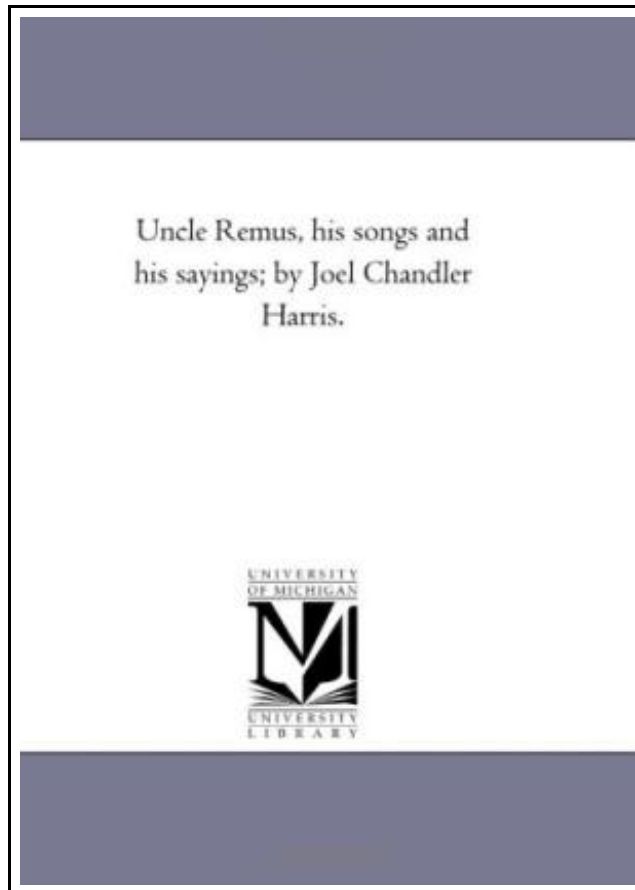 Uncle Remus, his songs and
his sayings; by Joel Chandler
Harris.
UNIVERSITY
OF MICHIGAN
UNIVERSITY
LIBRARY